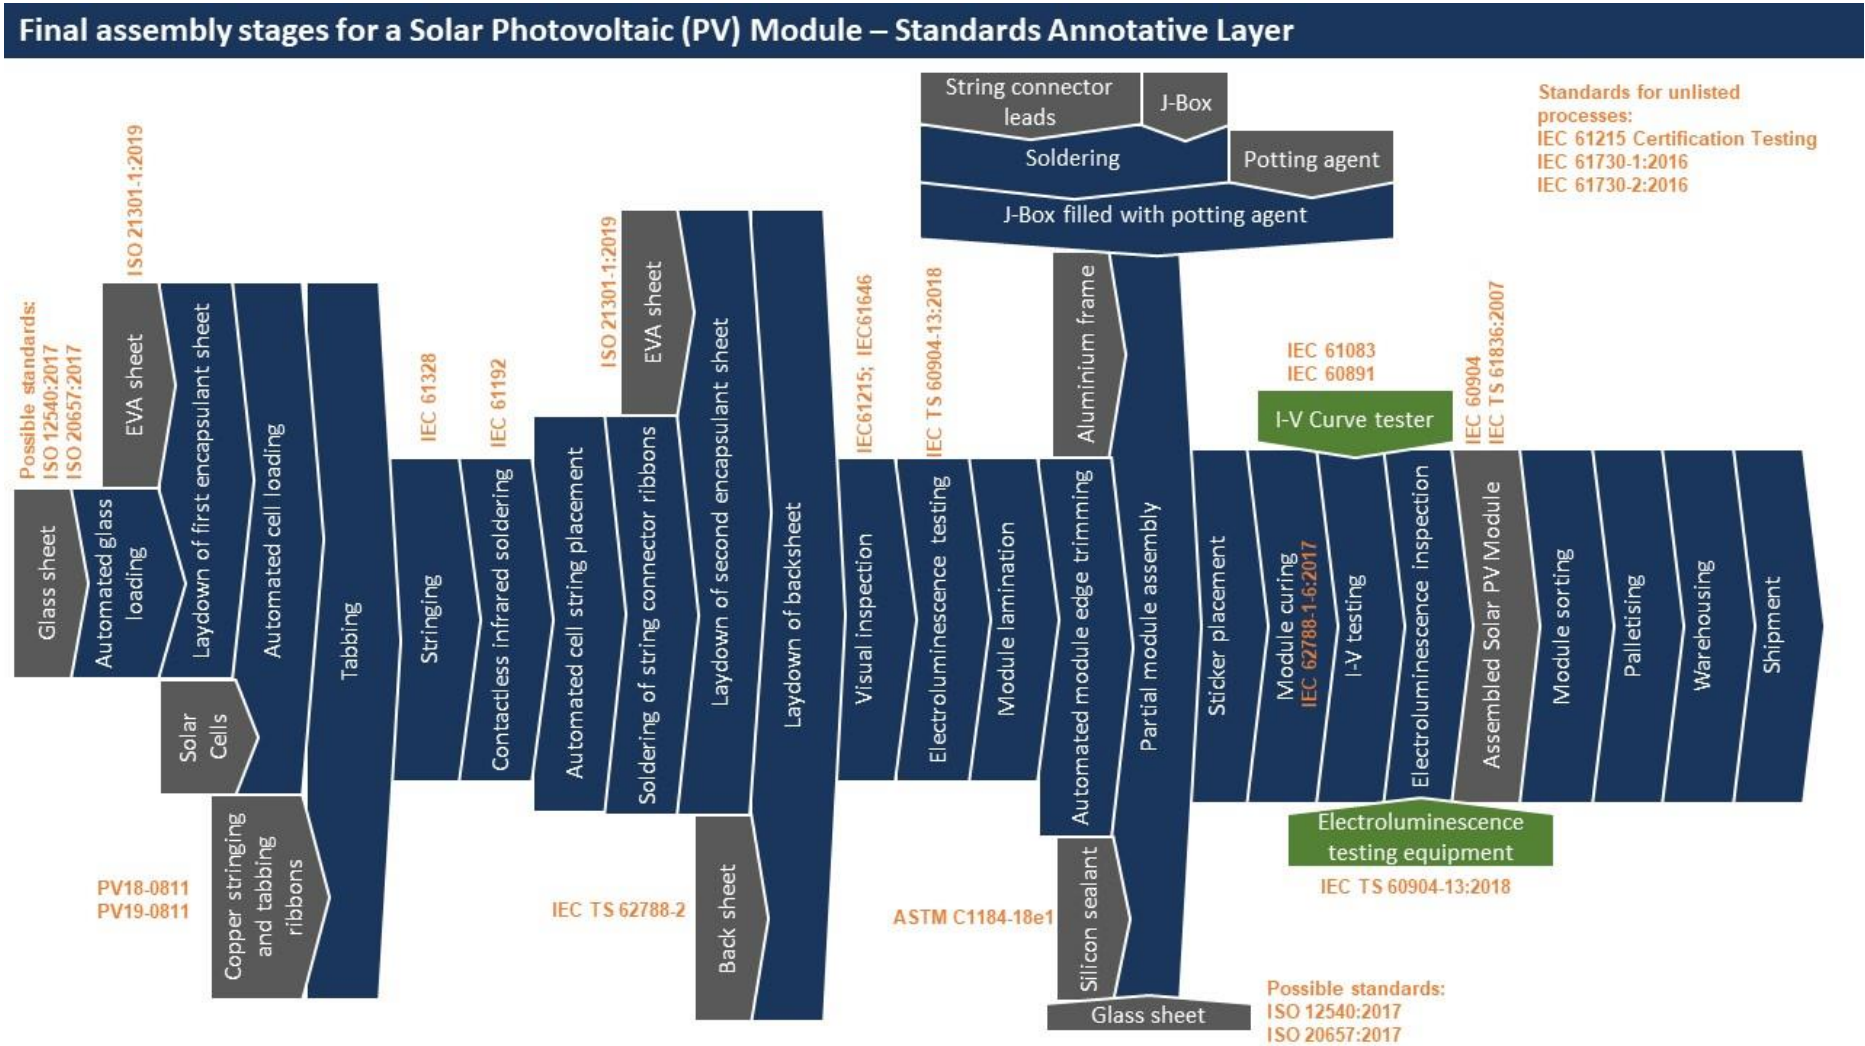 Final assembly stages for a Solar Photovoltaic (PV) Module – Standards Annotative Layer
String connector
leads
J-Box
Soldering
Potting agent
J-Box filled with potting agent
Standards for unlisted
processes:
IEC 61215 Certification Testing
IEC 61730-1:2016
IEC 61730-2:2016
Possible standards:
ISO 12540:2017
ISO 20657:2017
Glass sheet
Automated glass
loading
ISO 21301-1:2019
EVA sheet
Laydown of first encapsulant sheet
Solar
Cells
Automated cell loading
PV18-0811
PV19-0811
Copper stringing
and tabbing
ribbons
Tabbing
IEC 61328
Stringing
IEC 61192
Contactless infrared soldering
Automated cell string placement
Soldering of string connector ribbons
ISO 21301-1:2019
EVA sheet
Laydown of second encapsulant sheet
IEC TS 62788-2
Back sheet
Laydown of backsheet
IEC61215; IEC61646
Visual inspection
IEC TS 60904-13:2018
Electroluminescence testing
Module lamination
Automated module edge trimming
Aluminium frame
ASTM C1184-18e1
Silicon sealant
Glass sheet
Possible standards:
ISO 12540:2017
ISO 20657:2017
Partial module assembly
Sticker placement
Module curing
IEC 62788-1-6:2017
IEC 61083
IEC 60891
I-V Curve tester
I-V testing
Electroluminescence inspection
Electroluminescence
testing equipment
IEC TS 60904-13:2018
IEC 60904
IEC TS 61836:2007
Assembled Solar PV Module
Module sorting
Palletising
Warehousing
Shipment